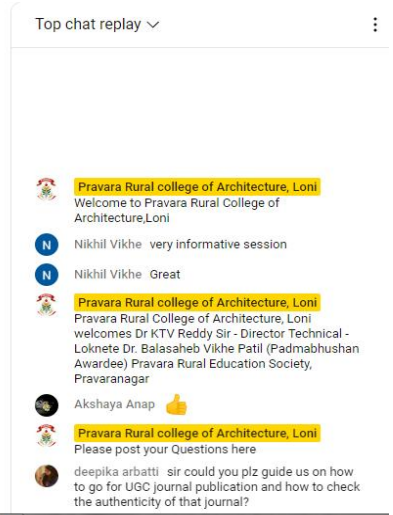 Top chat replay
Pravara Rural college of Architecture, Loni
Welcome to Pravara Rural College of
Architecture,Loni
N Nikhil Vikhe very informative session
N Nikhil Vikhe Great
Pravara Rural college of Architecture, Loni
Pravara Rural College of Architecture, Loni
welcomes Dr KTV Reddy Sir - Director Technical -
Loknete Dr. Balasaheb Vikhe Patil (Padmabhushan
Awardee) Pravara Rural Education Society,
Pravaranagar
Akshaya Anap 👍
Pravara Rural college of Architecture, Loni
Please post your Questions here
deepika arbatti sir could you plz guide us on how
to go for UGC journal publication and how to check
the authenticity of that journal?